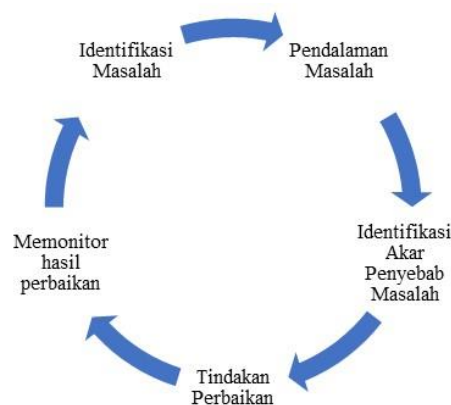 Identifikasi
Masalah
Pendalaman
Masalah
Identifikasi
Akar
Penyebab
Masalah
Tindakan
Perbaikan
Memonitor
hasil
perbaikan